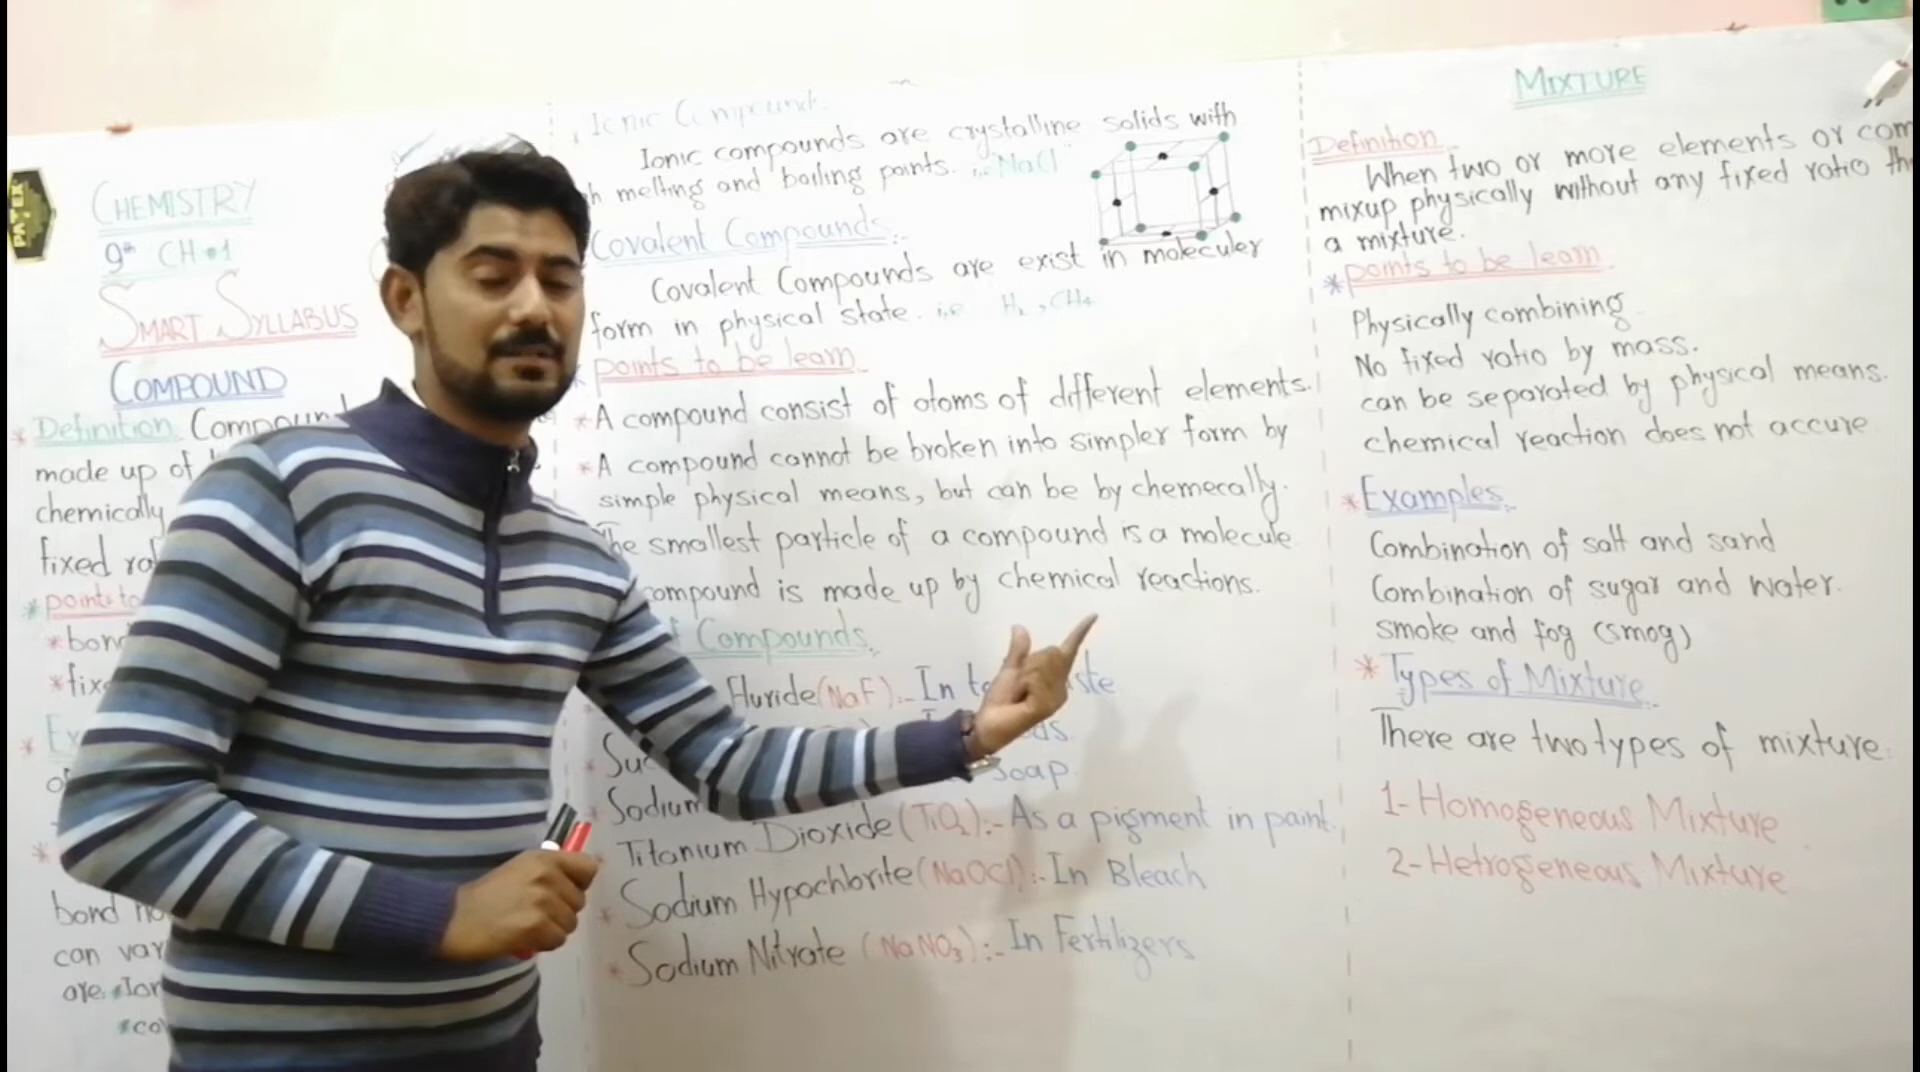 PAYEK
CHEMISTRY
9th CH#1
SMART SYLLABUS
COMPOUND
* Definition Compound
made up of
chemically
fixed
* points to
* bond
*
*
of
*
bond
can vary
are *Ion
*co
Ionic Compound.
Ionic compounds are crystalline solids with
melting and boiling points. i.e "NaCl"
Covalent Compounds:-
Covalent Compounds are exist in moleculer
form in physical state. i.e H₂, CH₄
points to be learn
*A compound consist of atoms of different elements.
*A compound cannot be broken into simpler form by
simple physical means, but can be by chemecally.
The smallest particle of a compound is a molecule
compound is made up by chemical reactions.
Compounds.
Fluride (NaF):- In
*
* Sodium Soap
Titanium Dioxide (TiO₂):- As a pigment in paint.
* Sodium Hypochlorite (NaOCl):- In Bleach
* Sodium Nitrate (NaNO₃):- In Fertilizers
MIXTURE
Definition
When two or more elements or com
mixup physically without any fixed ratio
a mixture.
* points to be learn
Physically combining
No fixed ratio by mass.
can be separated by physical means.
chemical reaction does not accure
* Examples:-
Combination of salt and sand
Combination of sugar and water.
smoke and fog (smog)
* Types of Mixture:-
There are two types of mixture:
1-Homogeneous Mixture
2-Hetrogeneous Mixture